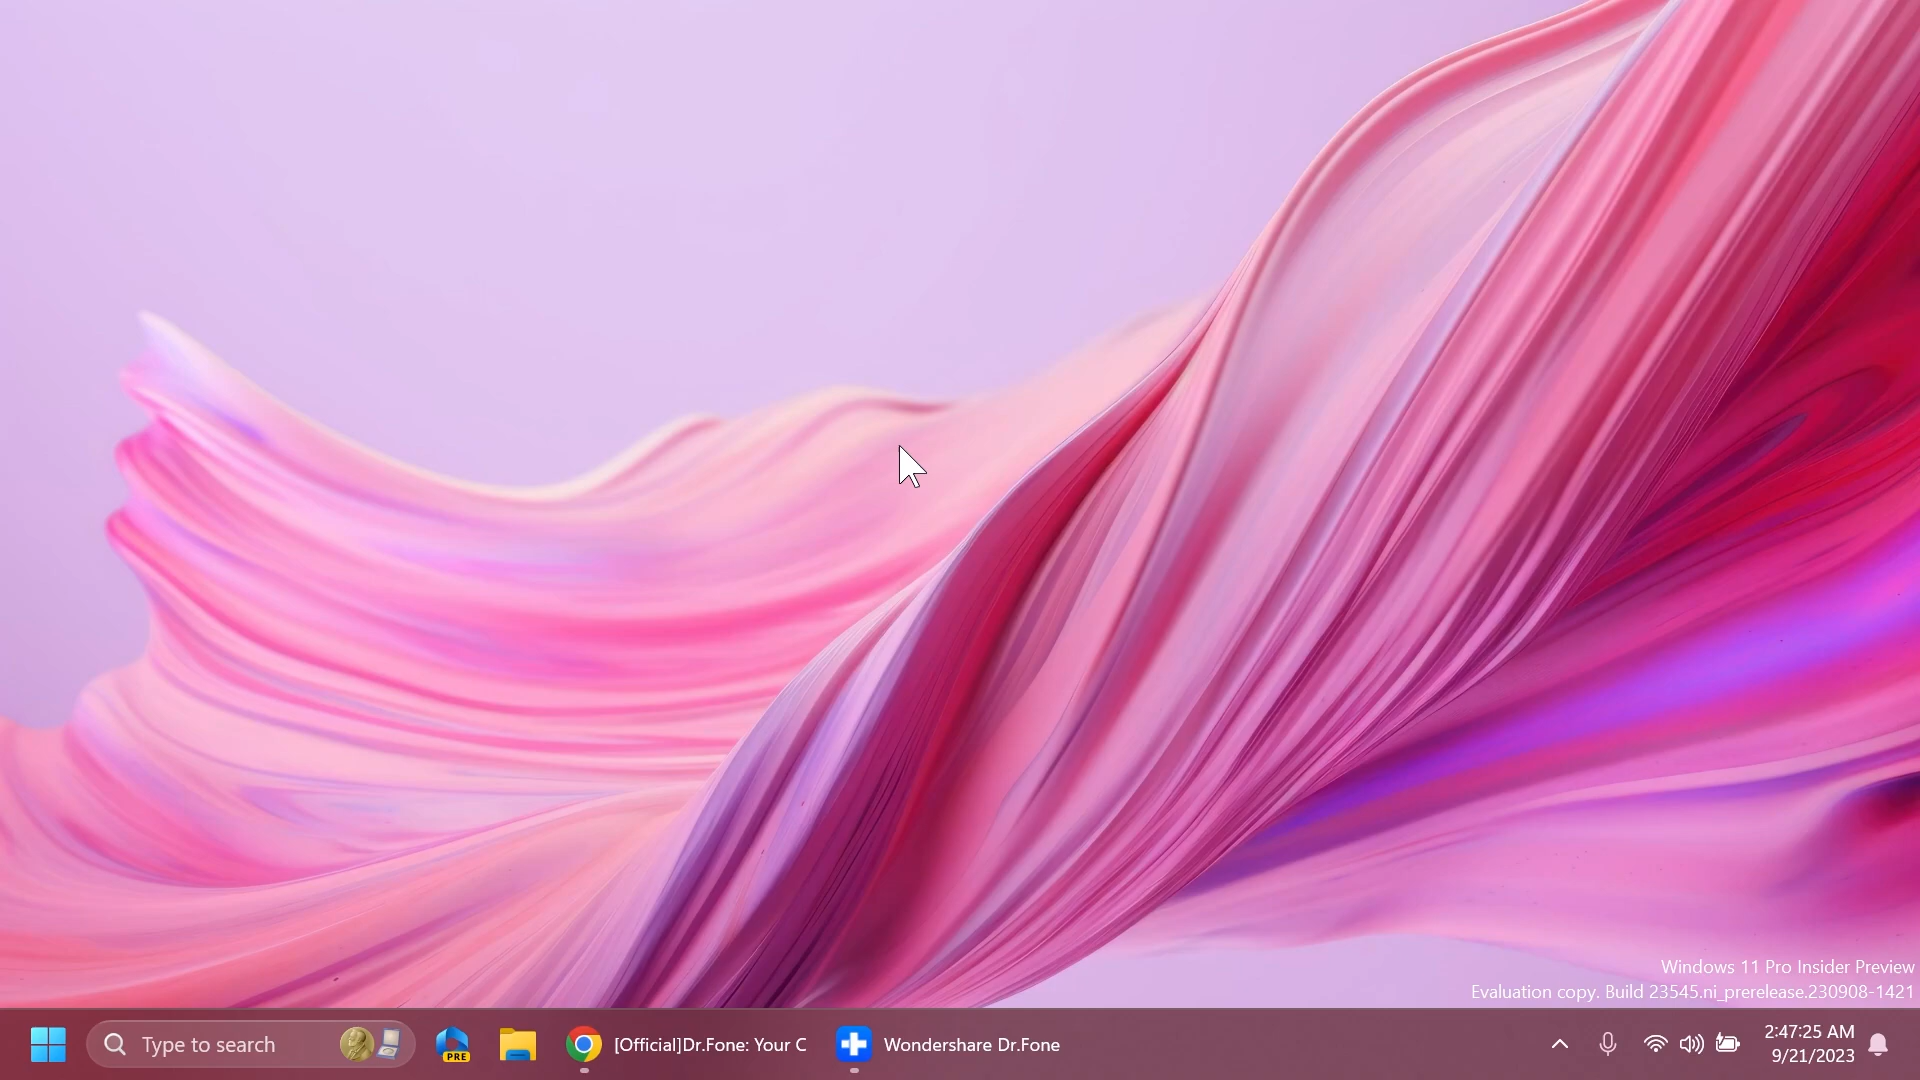 Windows 11 Pro Insider Preview
Evaluation copy. Build 23545.ni_prerelease.230908-1421
Type to search
PRE
[Official]Dr.Fone: Your C
Wondershare Dr.Fone
2:47:25 AM
9/21/2023